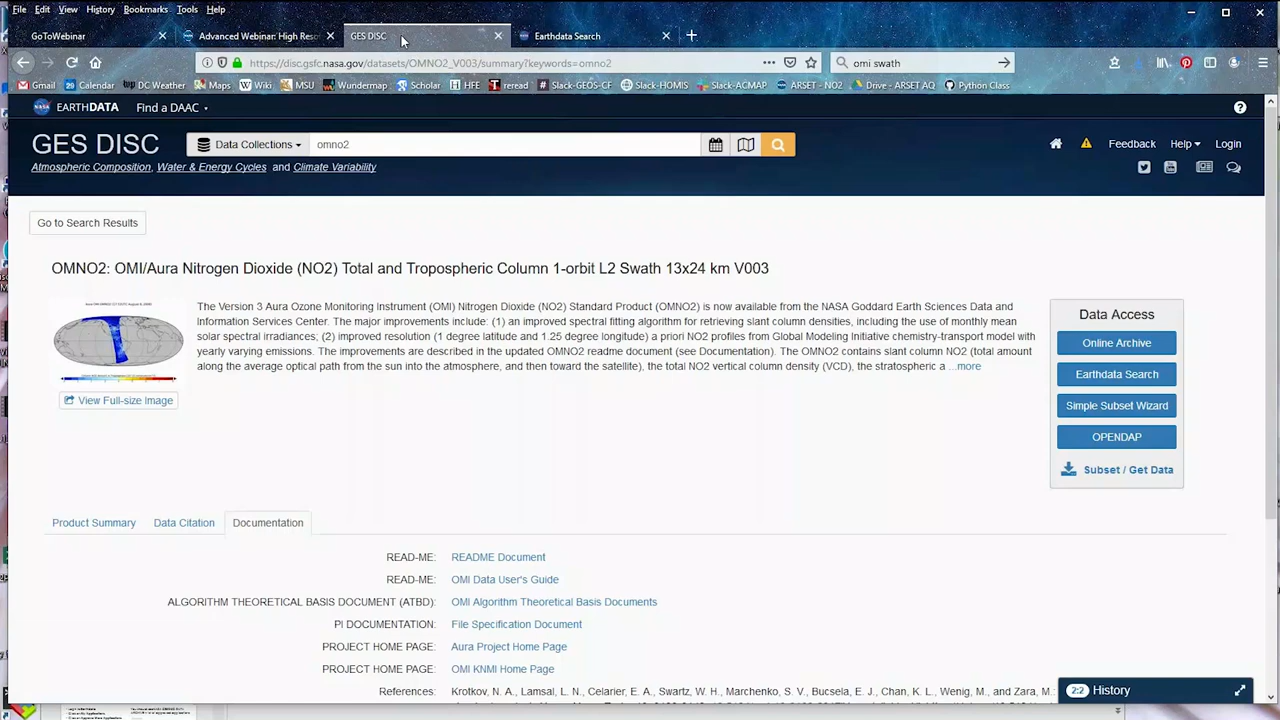 File Edit View History Bookmarks Tools Help
GoToWebinar
Advanced Webinar: High Reso
GES DISC
Earthdata Search
https://disc.gsfc.nasa.gov/datasets/OMNO2_V003/summary?keywords=omno2
omi swath
Gmail Calendar DC Weather Maps Wiki MSU Wundermap Scholar HFE reread Slack-GEOS-CF Slack-HOMIS Slack-ACMAP ARSET - NO2 Drive - ARSET AQ Python Class
NASA EARTHDATA Find a DAAC
GES DISC
Data Collections omno2
Feedback Help Login
Atmospheric Composition, Water & Energy Cycles and Climate Variability
Go to Search Results
OMNO2: OMI/Aura Nitrogen Dioxide (NO2) Total and Tropospheric Column 1-orbit L2 Swath 13x24 km V003
The Version 3 Aura Ozone Monitoring Instrument (OMI) Nitrogen Dioxide (NO2) Standard Product (OMNO2) is now available from the NASA Goddard Earth Sciences Data and
Information Services Center. The major improvements include: (1) an improved spectral fitting algorithm for retrieving slant column densities, including the use of monthly mean
solar spectral irradiances; (2) improved resolution (1 degree latitude and 1.25 degree longitude) a priori NO2 profiles from Global Modeling Initiative chemistry-transport model with
yearly varying emissions. The improvements are described in the updated OMNO2 readme document (see Documentation). The OMNO2 contains slant column NO2 (total amount
along the average optical path from the sun into the atmosphere, and then toward the satellite), the total NO2 vertical column density (VCD), the stratospheric a ...more
View Full-size Image
Data Access
Online Archive
Earthdata Search
Simple Subset Wizard
OPENDAP
Subset / Get Data
Product Summary Data Citation Documentation
READ-ME: README Document
READ-ME: OMI Data User's Guide
ALGORITHM THEORETICAL BASIS DOCUMENT (ATBD): OMI Algorithm Theoretical Basis Documents
PI DOCUMENTATION: File Specification Document
PROJECT HOME PAGE: Aura Project Home Page
PROJECT HOME PAGE: OMI KNMI Home Page
References: Krotkov, N. A., Lamsal, L. N., Celarier, E. A., Swartz, W. H., Marchenko, S. V., Bucsela, E. J., Chan, K. L., Wenig, M., and Zara, M.:
2:2 History